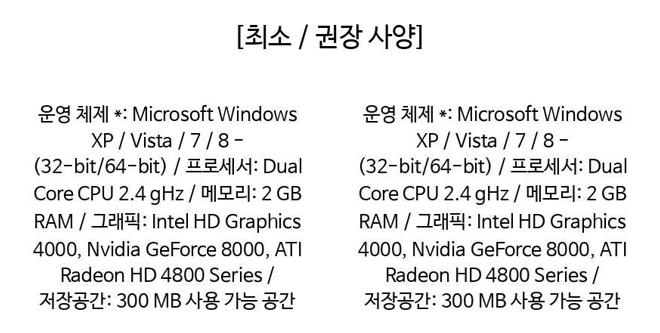 [최소 / 권장 사양]
운영 체제 *: Microsoft Windows
XP / Vista / 7 / 8 –
(32-bit/64-bit) / 프로세서: Dual
Core CPU 2.4 gHz / 메모리: 2 GB
RAM / 그래픽: Intel HD Graphics
4000, Nvidia GeForce 8000, ATI
Radeon HD 4800 Series /
저장공간: 300 MB 사용 가능 공간
운영 체제 *: Microsoft Windows
XP / Vista / 7 / 8 –
(32-bit/64-bit) / 프로세서: Dual
Core CPU 2.4 gHz / 메모리: 2 GB
RAM / 그래픽: Intel HD Graphics
4000, Nvidia GeForce 8000, ATI
Radeon HD 4800 Series /
저장공간: 300 MB 사용 가능 공간